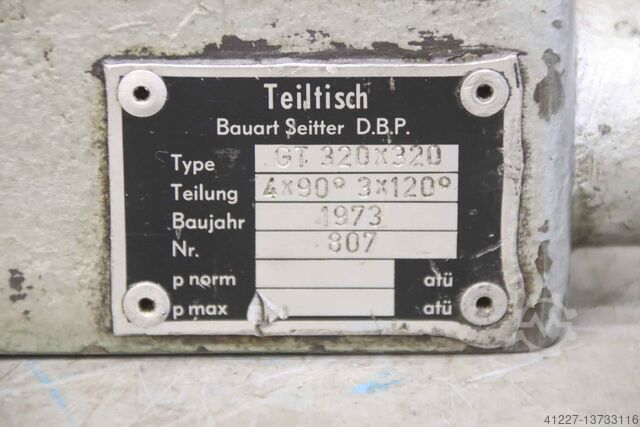 Teiltisch
Bauart Seitter D.B.P.
Type GT 320x320
Teilung 4x90° 3x120°
Baujahr 1973
Nr. 807
p norm atü
p max atü
41227-13733116